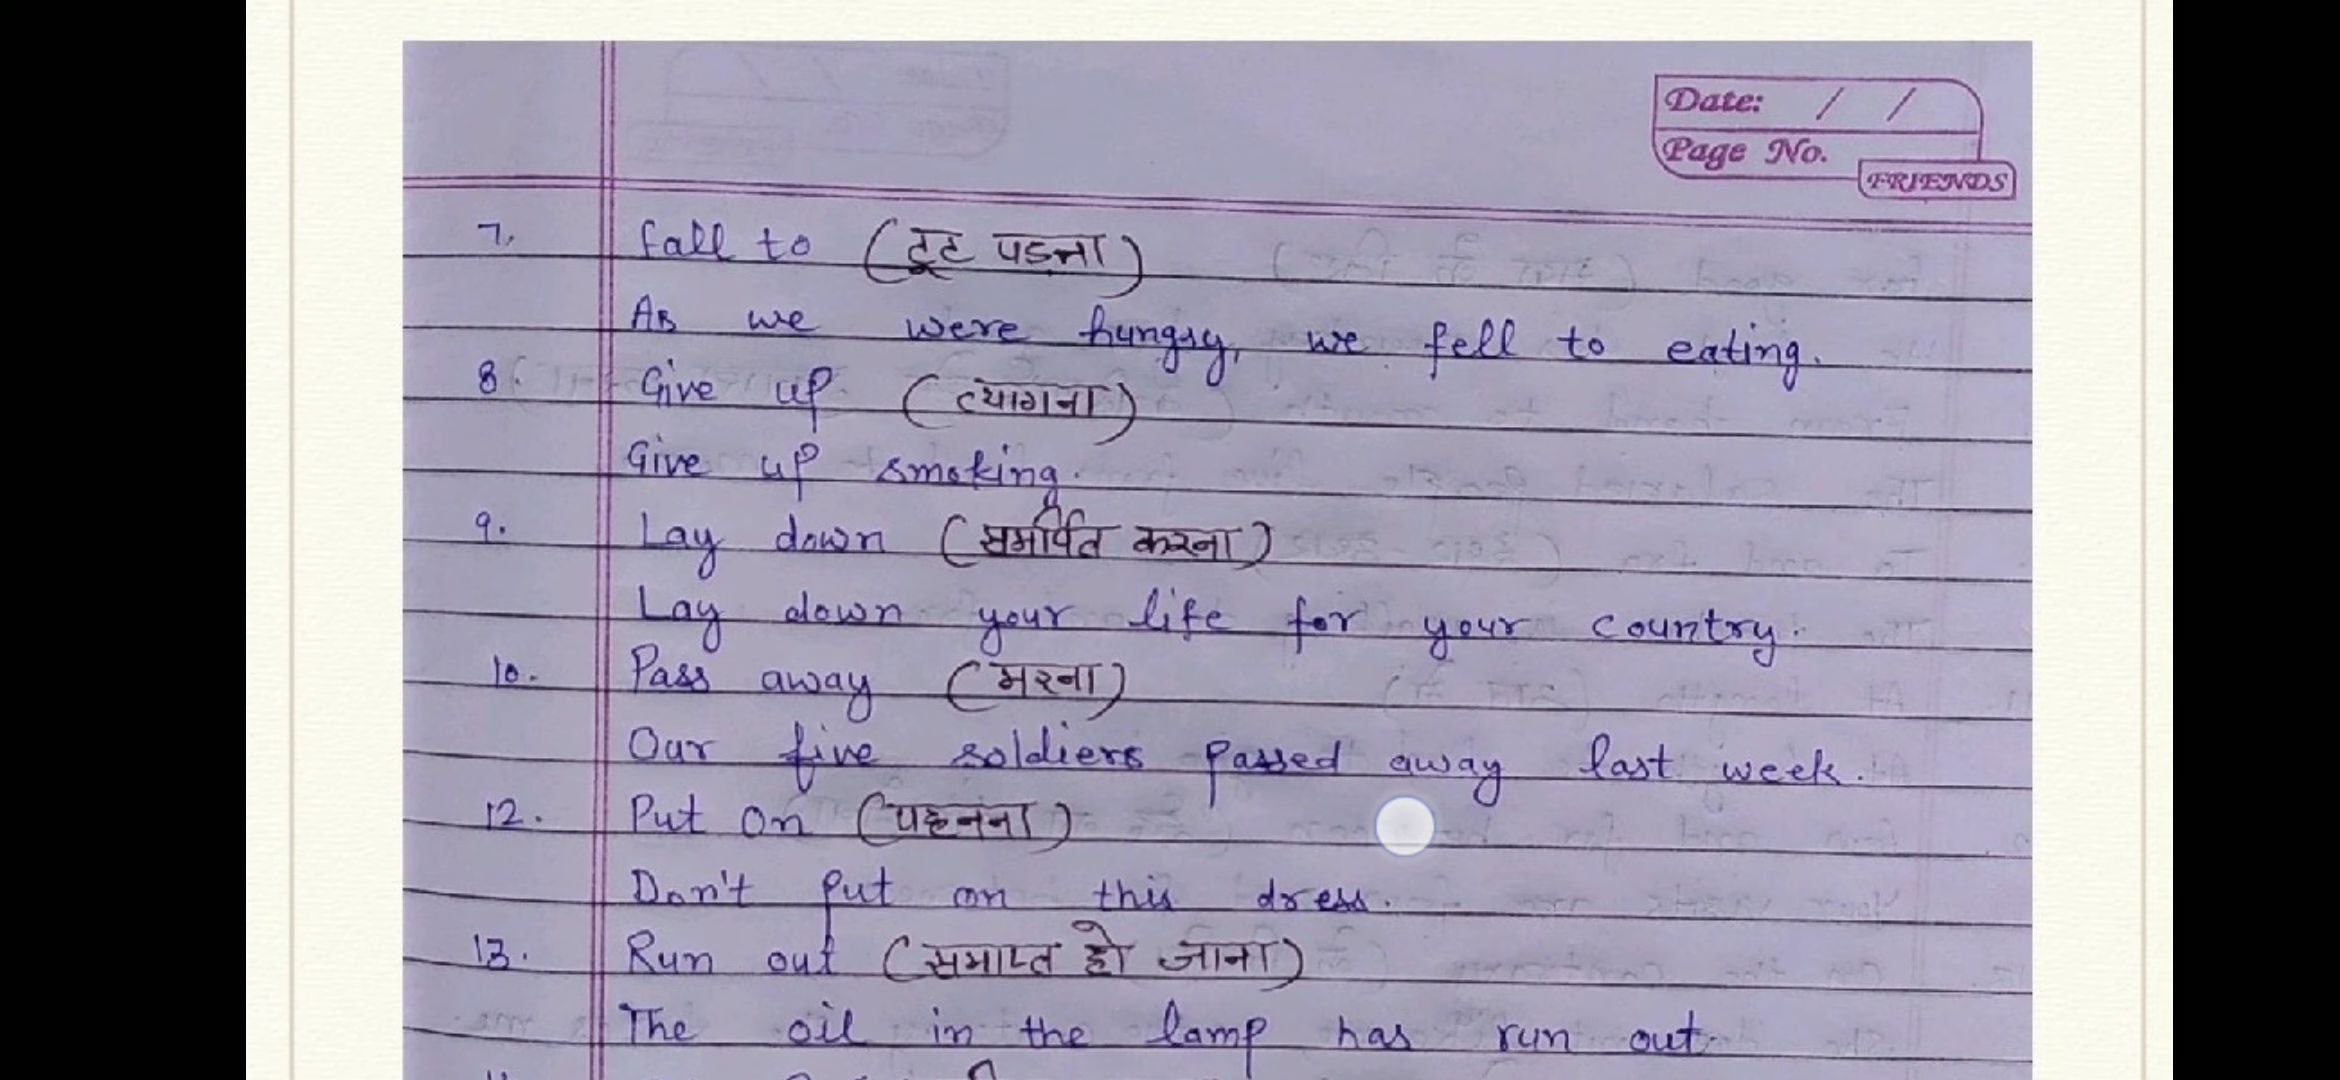 Date: / /
Page No.
FRIENDS
7. fall to (टूट पड़ना)
As we were hungry, we fell to eating.
8. Give up (त्यागना)
Give up smoking.
9. Lay down (समर्पित करना)
Lay down your life for your country.
10. Pass away (मरना)
Our five soldiers passed away last week.
12. Put on (पहनना)
Don't put on this dress.
13. Run out (समाप्त हो जाना)
The oil in the lamp has run out.